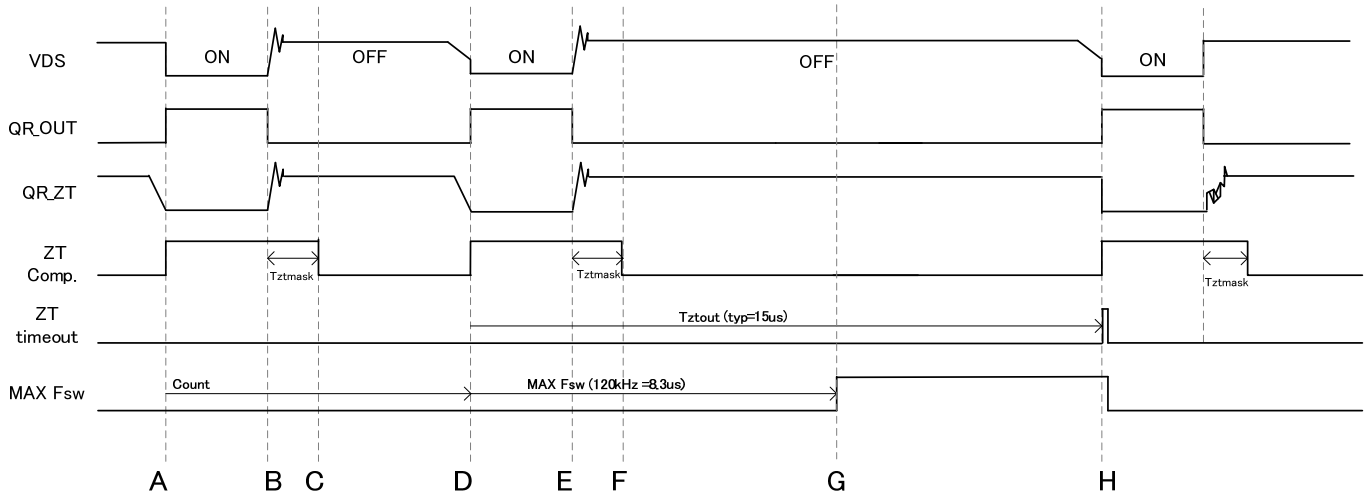 VDS
ON
OFF
ON
OFF
ON
QR_OUT
QR_ZT
ZT
Comp.
Tztmask
Tztmask
Tztmask
ZT
timeout
Tztout (typ=15us)
MAX Fsw
Count
MAX Fsw (120kHz =8.3us)
A
B
C
D
E
F
G
H